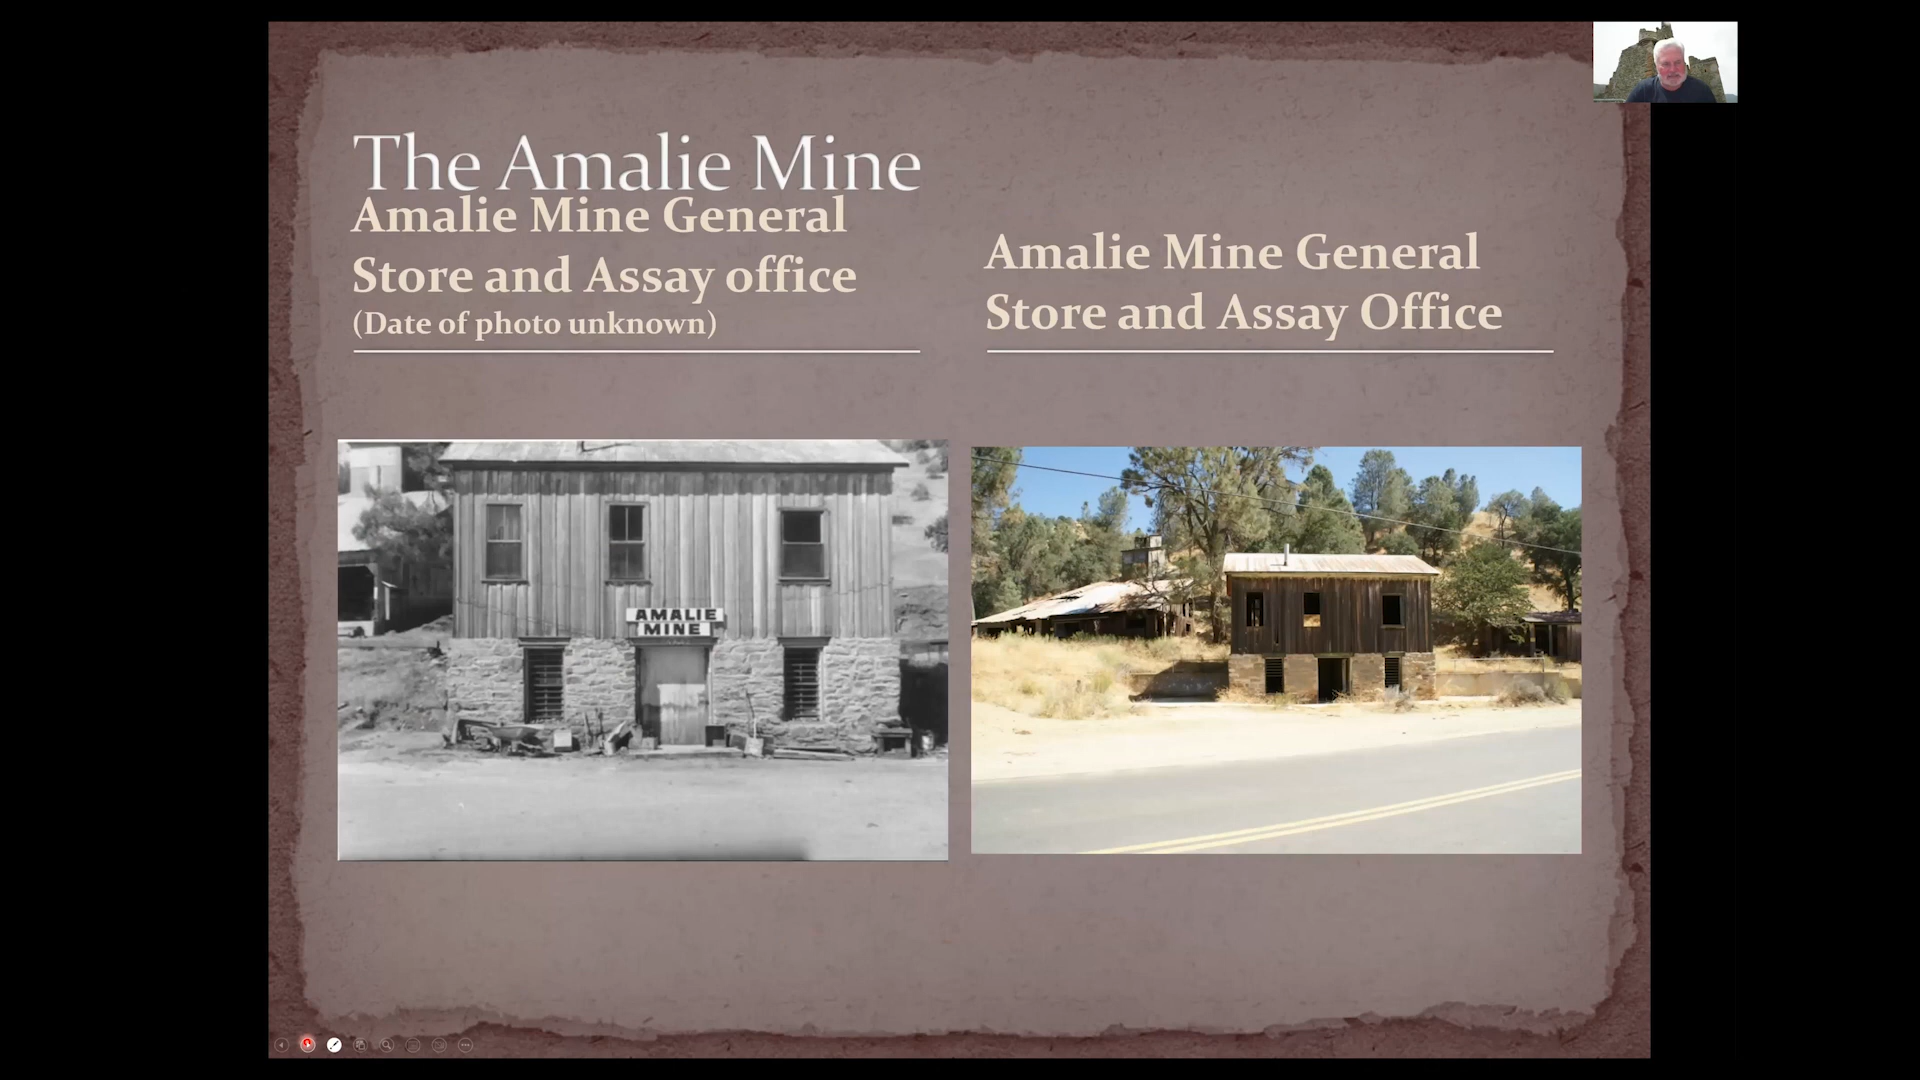 The Amalie Mine
Amalie Mine General
Store and Assay office
(Date of photo unknown)
Amalie Mine General
Store and Assay Office
AMALIE
MINE